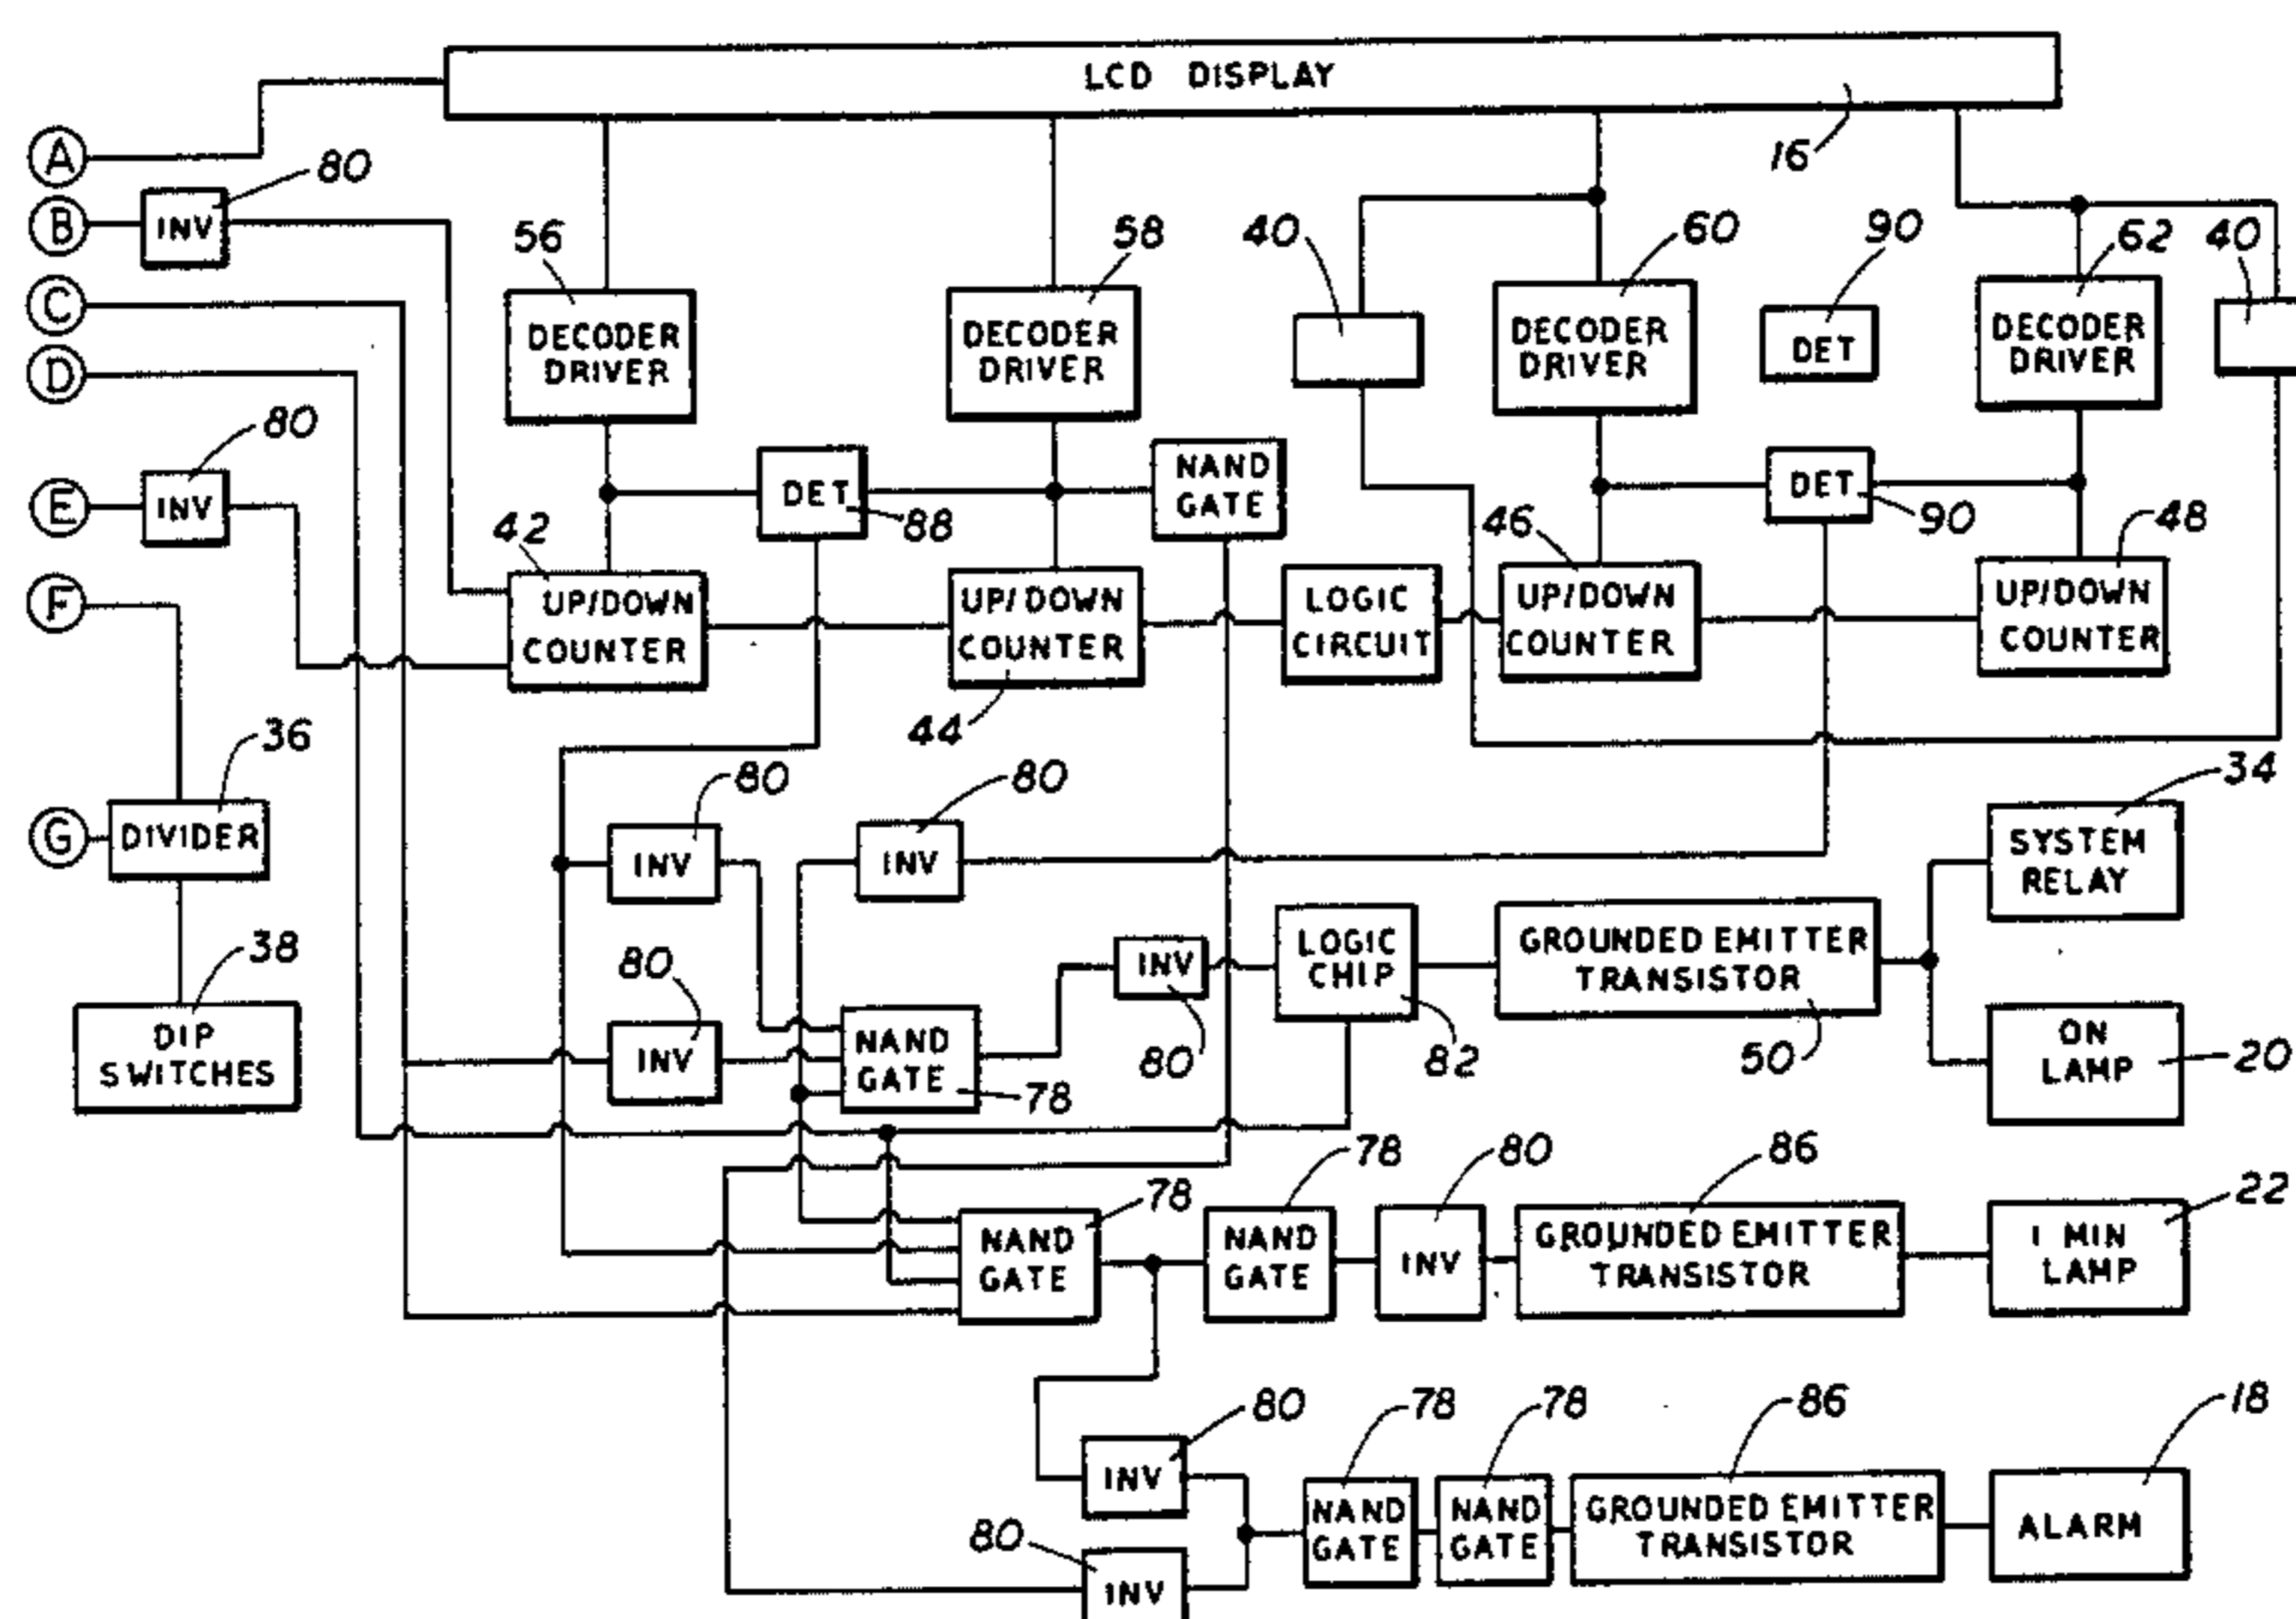 LCD DISPLAY
16
A
80
B
INV
C
D
56
58
40
60
90
62
40
DECODER
DRIVER
DECODER
DRIVER
DECODER
DRIVER
DET
DECODER
DRIVER
80
E
INV
42
DET
88
NAND
GATE
46
DET
90
48
F
UP/DOWN
COUNTER
UP/DOWN
COUNTER
44
LOGIC
CIRCUIT
UP/DOWN
COUNTER
UP/DOWN
COUNTER
36
G
DIVIDER
80
INV
80
INV
34
SYSTEM
RELAY
38
DIP
SWITCHES
80
INV
NAND
GATE
78
INV
80
LOGIC
CHIP
82
GROUNDED EMITTER
TRANSISTOR
50
ON
LAMP
20
78
NAND
GATE
78
NAND
GATE
80
INV
86
GROUNDED EMITTER
TRANSISTOR
22
1 MIN
LAMP
80
INV
80
INV
78
NAND
GATE
78
NAND
GATE
86
GROUNDED EMITTER
TRANSISTOR
18
ALARM